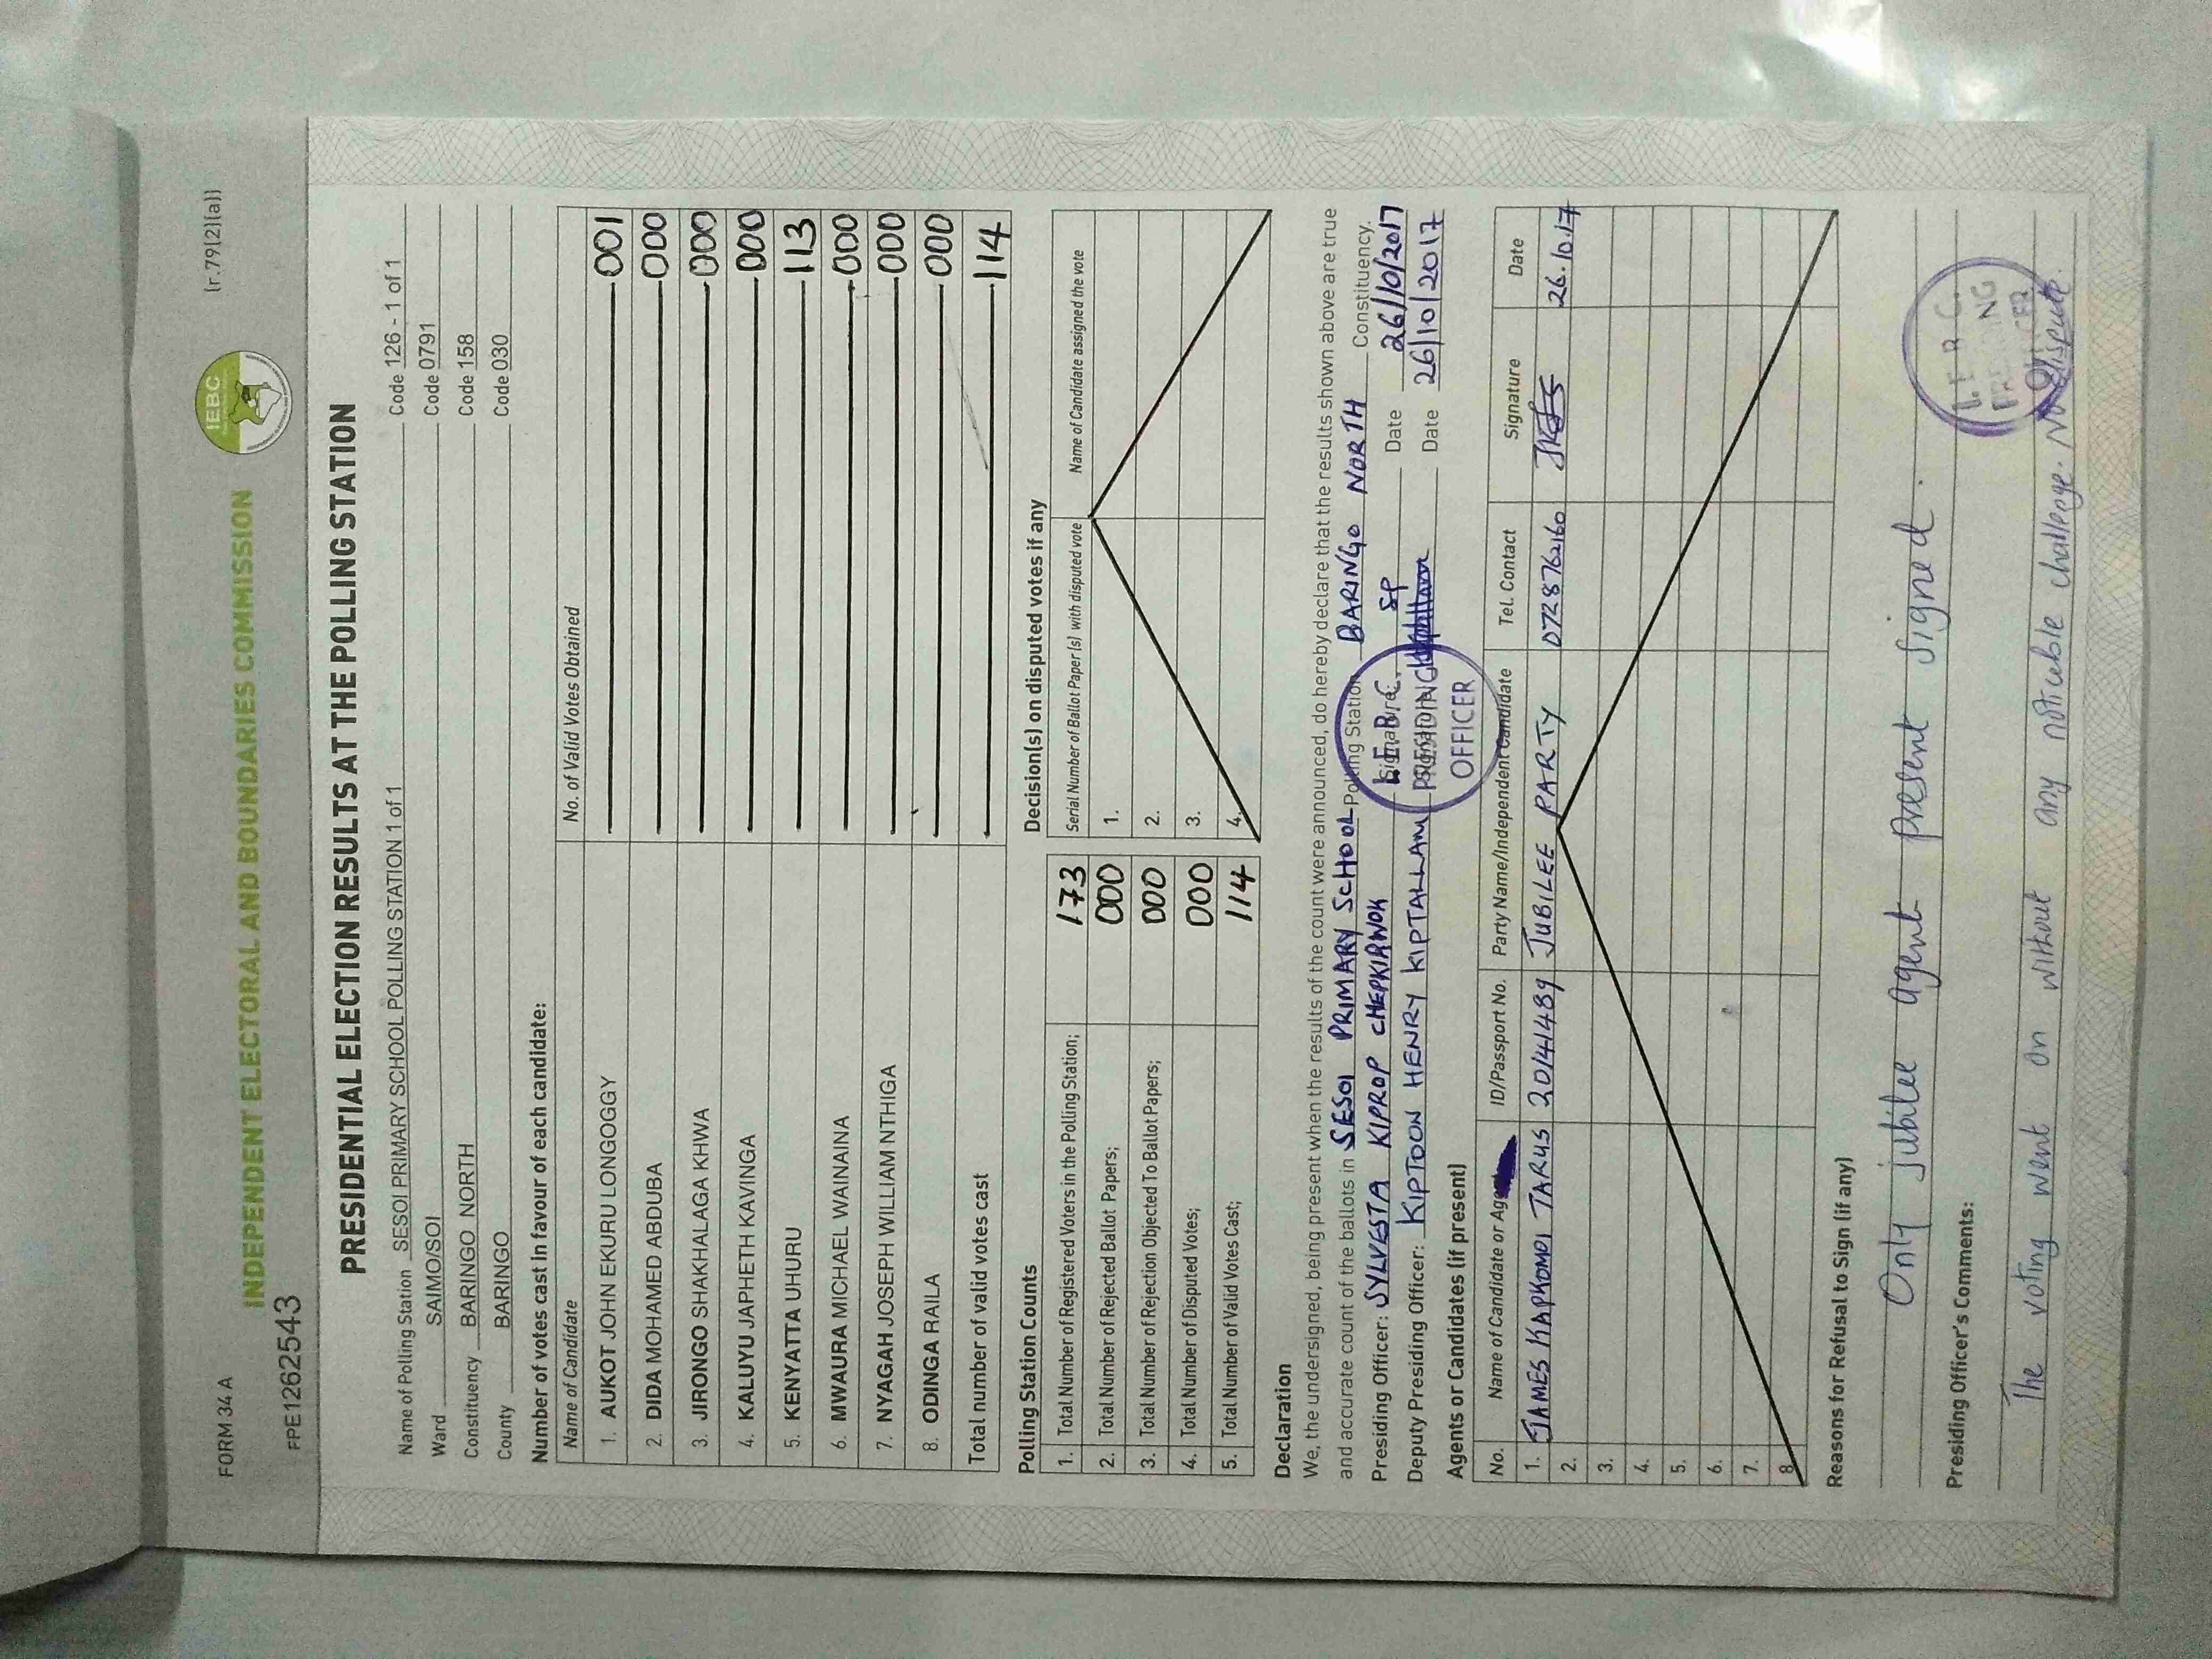 FORM 34 A
(r.79(2)(a))
IEBC
INDEPENDENT ELECTORAL AND BOUNDARIES COMMISSION
FPE1262543
PRESIDENTIAL ELECTION RESULTS AT THE POLLING STATION
Name of Polling Station SESOI PRIMARY SCHOOL POLLING STATION 1 of 1 Code 126 - 1 of 1
Ward SAIMO/SOI Code 0791
Constituency BARINGO NORTH Code 158
County BARINGO Code 030
Number of votes cast in favour of each candidate:
Name of Candidate No. of Valid Votes Obtained
1. AUKOT JOHN EKURU LONGOGGY 001
2. DIDA MOHAMED ABDUBA 000
3. JIRONGO SHAKHALAGA KHWA 000
4. KALUYU JAPHETH KAVINGA 000
5. KENYATTA UHURU 113
6. MWAURA MICHAEL WAINAINA 000
7. NYAGAH JOSEPH WILLIAM NTHIGA 000
8. ODINGA RAILA 000
Total number of valid votes cast 114
Polling Station Counts
1. Total Number of Registered Voters in the Polling Station; 173
2. Total Number of Rejected Ballot Papers; 000
3. Total Number of Rejection Objected To Ballot Papers; 000
4. Total Number of Disputed Votes; 000
5. Total Number of Valid Votes Cast; 114
Decision(s) on disputed votes if any
Serial Number of Ballot Paper (s) with disputed vote Name of Candidate assigned the vote
1.
2.
3.
4.
Declaration
We, the undersigned, being present when the results of the count were announced, do hereby declare that the results shown above are true
and accurate count of the ballots in SESOI PRIMARY SCHOOL Polling Station BARINGO NORTH Constituency.
Presiding Officer: SYLVESTA KIPROP CHEPKIRWOK Signature Date 26/10/2017
Deputy Presiding Officer: KIPTOON HENRY KIPTALLAM Signature Date 26/10/2017
I.E.B.C.
PRESIDING
OFFICER
Agents or Candidates (if present)
No. Name of Candidate or Agent ID/Passport No. Party Name/Independent Candidate Tel. Contact Signature Date
1. JAMES KAPKOMOI TARUS 20141489 JUBILEE PARTY 0728762160 26.10.17
2.
3.
4.
5.
6.
7.
8.
Reasons for Refusal to Sign (if any)
Only jubilee agent present signed.
Presiding Officer's Comments:
I.E.B.C.
PRESIDING
OFFICER
The voting went on without any noticeble challenge. No dispute.